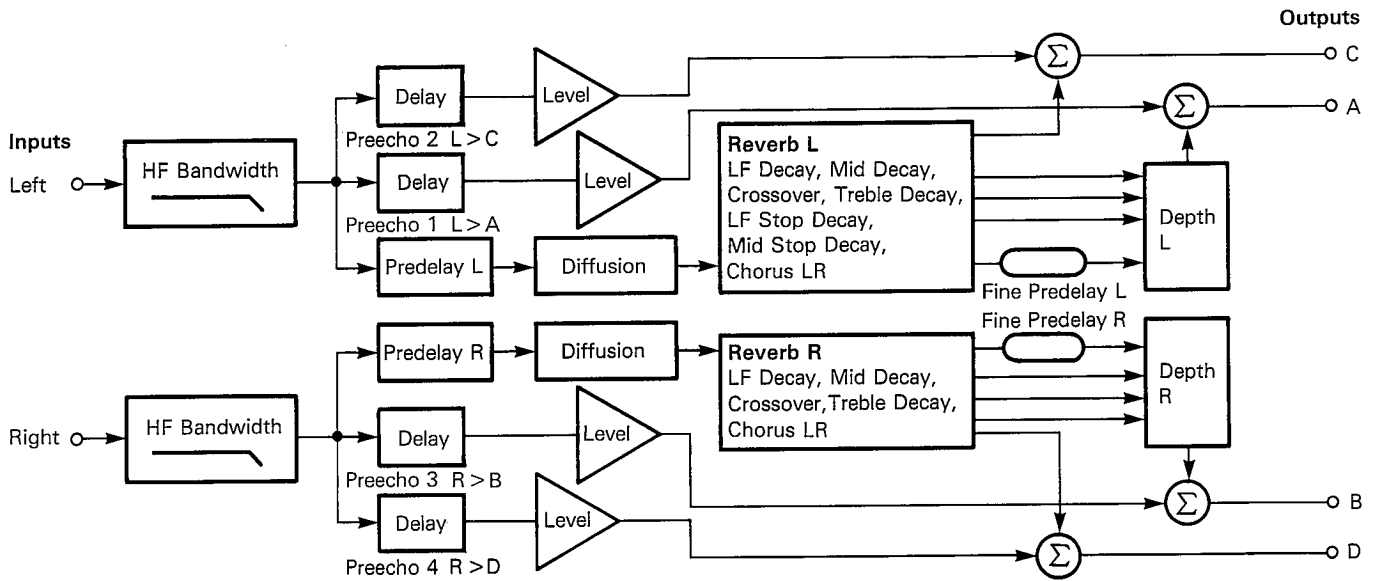 Outputs
C
Delay
Level
Σ
Preecho 2 L > C
A
Σ
Inputs
Left
HF Bandwidth
Delay
Level
Preecho 1 L > A
Reverb L
LF Decay, Mid Decay,
Crossover, Treble Decay,
LF Stop Decay,
Mid Stop Decay,
Chorus LR
Depth
L
Predelay L
Diffusion
Fine Predelay L
Fine Predelay R
Predelay R
Diffusion
Reverb R
LF Decay, Mid Decay,
Crossover, Treble Decay,
Chorus LR
Depth
R
Right
HF Bandwidth
Delay
Level
Preecho 3 R > B
Σ
B
Delay
Level
Preecho 4 R > D
Σ
D